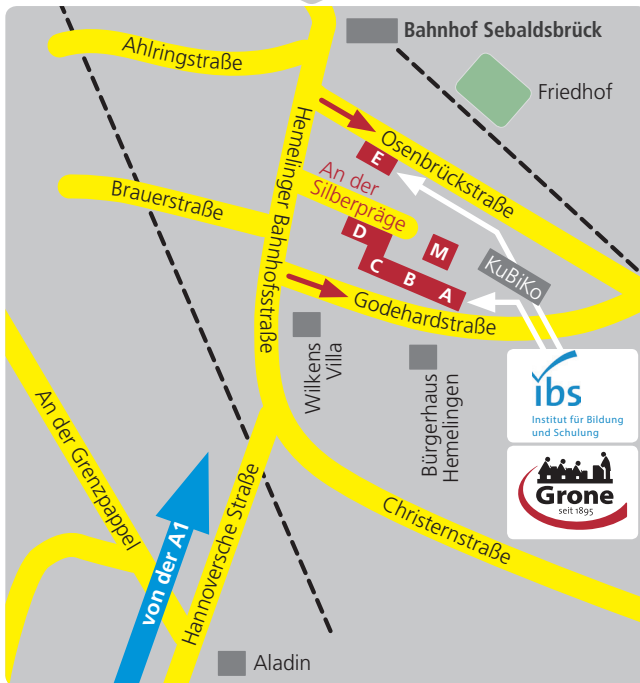 Bahnhof Sebaldsbrück
Ahlringstraße
Friedhof
Hemelinger Bahnhofsstraße
Osenbrückstraße
E
An der
Silberpräge
Brauerstraße
D
M
C B A
KuBiKo
Godehardstraße
Wilkens
Villa
Bürgerhaus
Hemelingen
ibs
Institut für Bildung
und Schulung
Grone
seit 1895
An der Grenzpappel
von der A1
Hannoversche Straße
Christernstraße
Aladin